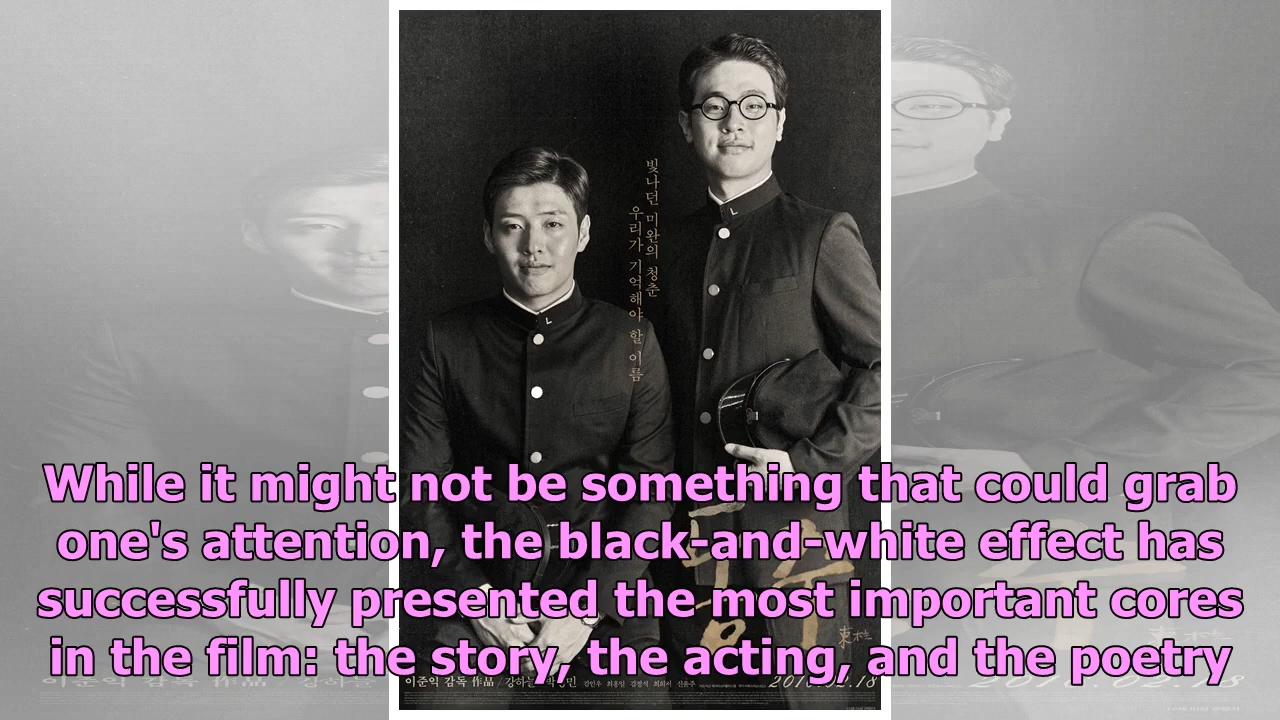 빛나던 미완의 청춘
우리가 기억해야 할 이름
While it might not be something that could grab
one's attention, the black-and-white effect has
successfully presented the most important cores
in the film: the story, the acting, and the poetry
동주
이준익 감독 作品